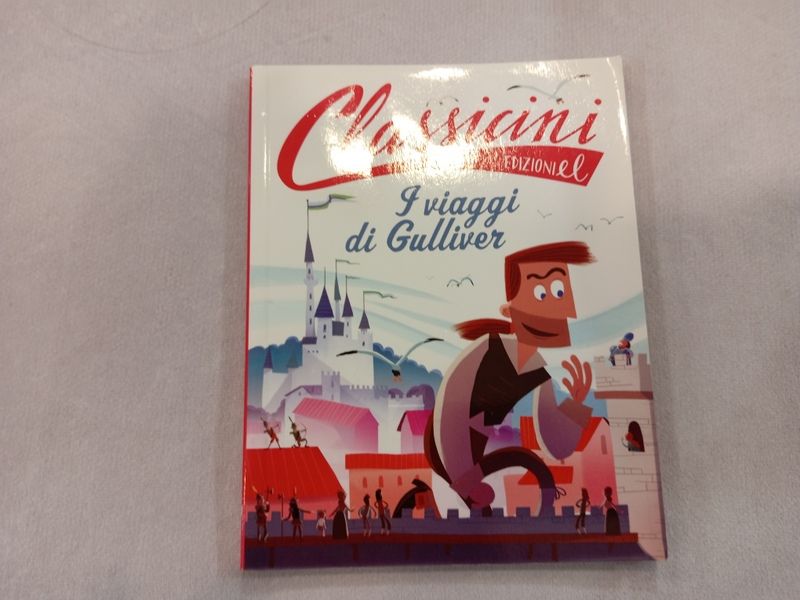 Classicini
EDIZIONI el
I viaggi
di Gulliver